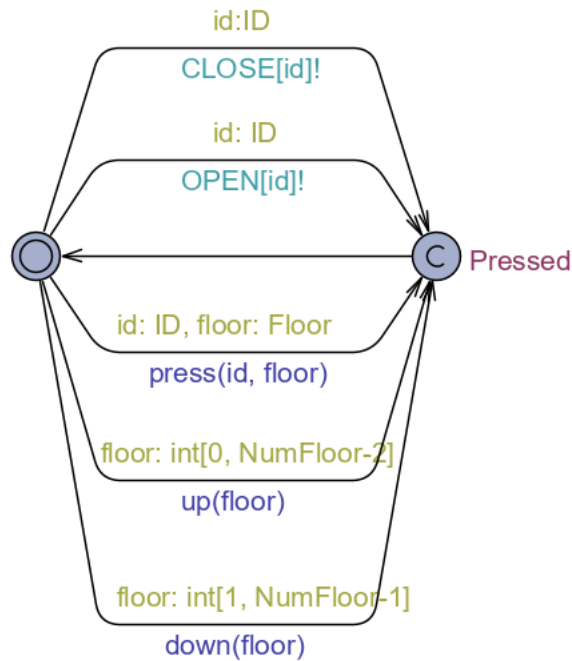 id:ID
CLOSE[id]!
id: ID
OPEN[id]!
C
Pressed
id: ID, floor: Floor
press(id, floor)
floor: int[0, NumFloor-2]
up(floor)
floor: int[1, NumFloor-1]
down(floor)